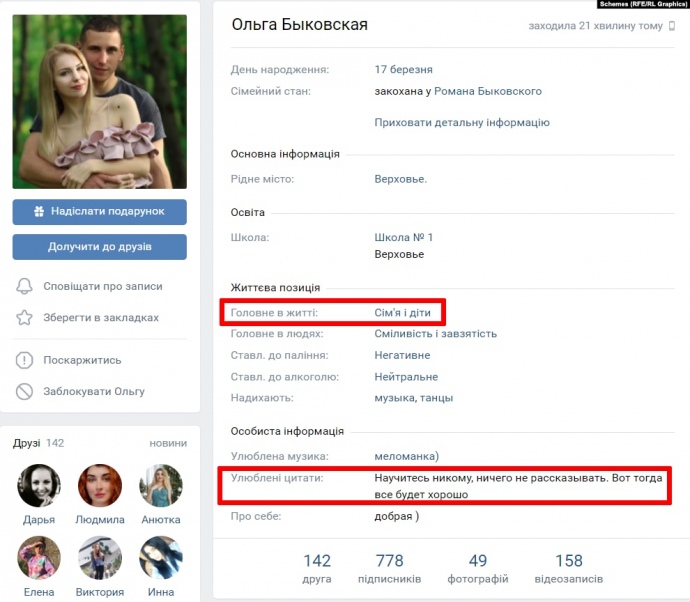 Schemes (RFE/RL Graphics)
Ольга Быковская
заходила 21 хвилину тому
День народження: 17 березня
Сімейний стан: закохана у Романа Быковского
Приховати детальну інформацію
Основна інформація
Рідне місто: Верховье.
Освіта
Школа: Школа № 1
Верховье
Життєва позиція
Головне в житті: Сім'я і діти
Головне в людях: Сміливість і завзятість
Ставл. до паління: Негативне
Ставл. до алкоголю: Нейтральне
Надихають: музыка, танцы
Особиста інформація
Улюблена музика: меломанка)
Улюблені цитати: Научитесь никому, ничего не рассказывать. Вот тогда
все будет хорошо
Про себе: добрая )
142 778 49 158
друга підписників фотографій відеозаписів
Надіслати подарунок
Долучити до друзів
Сповіщати про записи
Зберегти в закладках
Поскаржитись
Заблокувати Ольгу
Друзі 142 новини
Дарья Людмила Анютка
Елена Виктория Инна